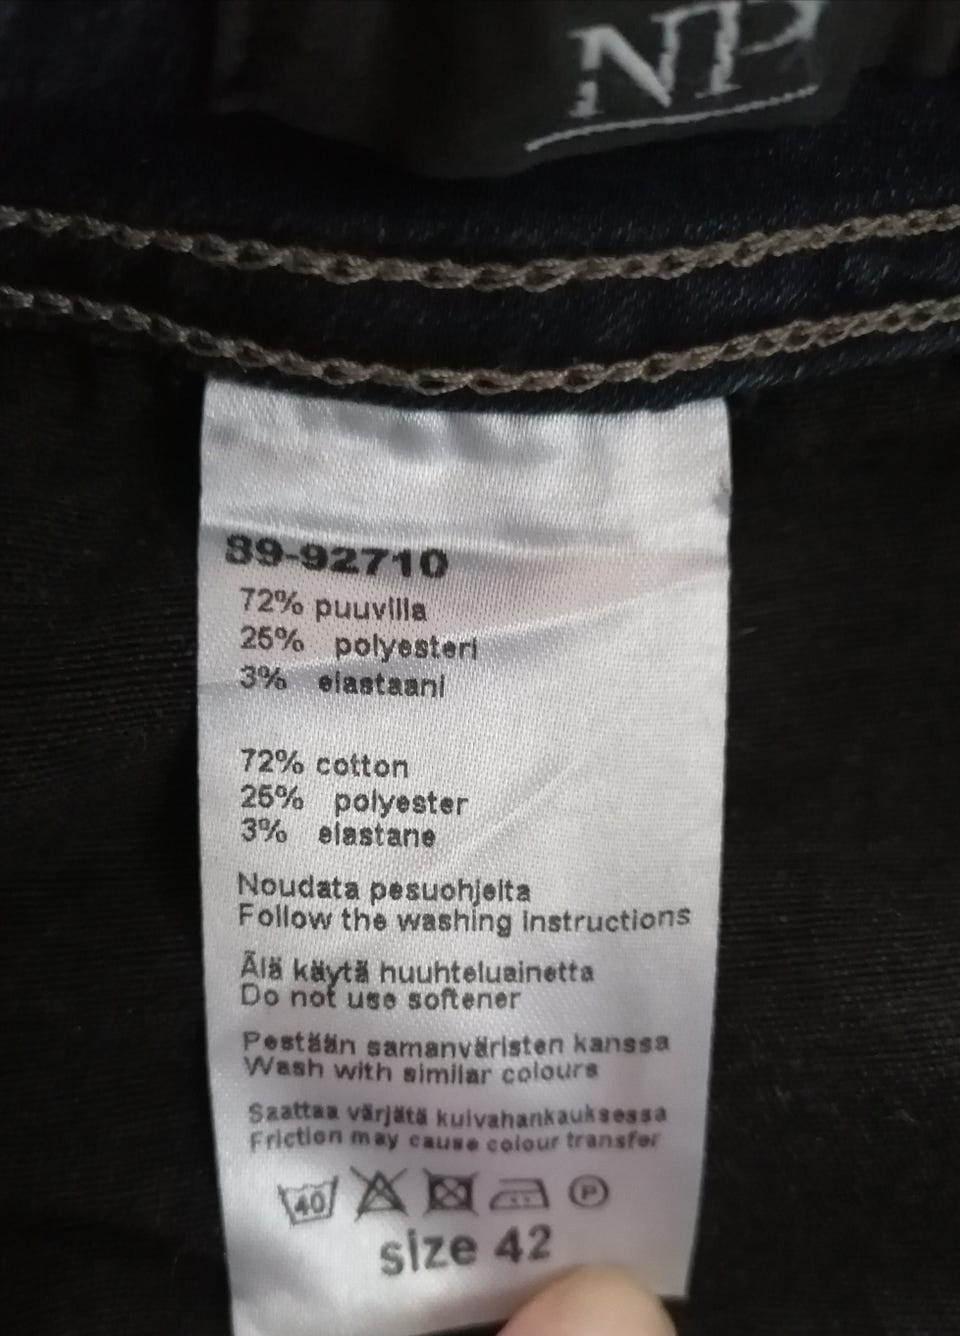 NP
89-92710
72% puuvilla
25% polyesteri
3% elastaani
72% cotton
25% polyester
3% elastane
Noudata pesuohjeita
Follow the washing instructions
Älä käytä huuhteluainetta
Do not use softener
Pestään samanväristen kanssa
Wash with similar colours
Saattaa värjätä kuivahankauksessa
Friction may cause colour transfer
40 P
size 42